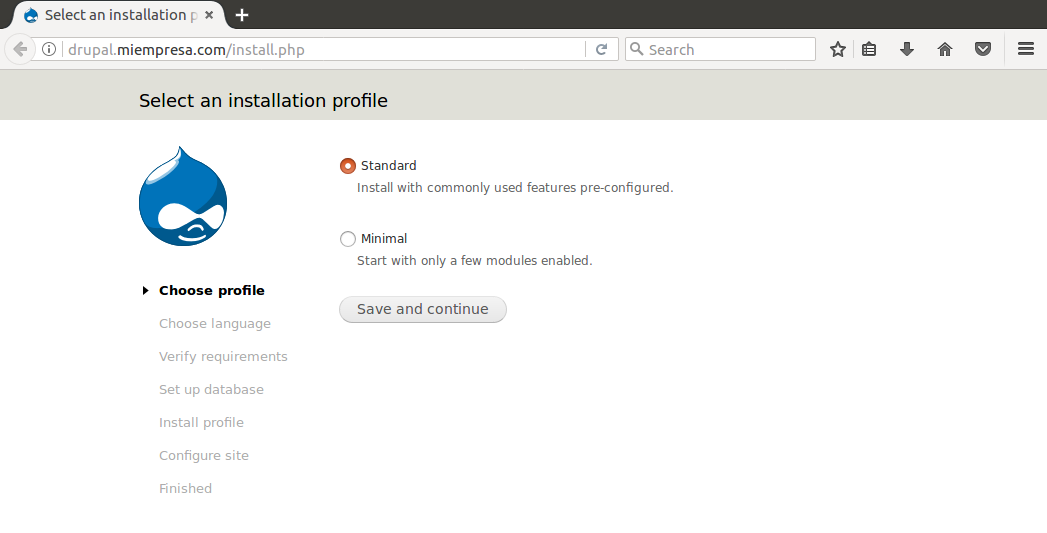 Select an installation p
drupal.miempresa.com/install.php
Search
Select an installation profile
Standard
Install with commonly used features pre-configured.
Minimal
Start with only a few modules enabled.
Save and continue
Choose profile
Choose language
Verify requirements
Set up database
Install profile
Configure site
Finished